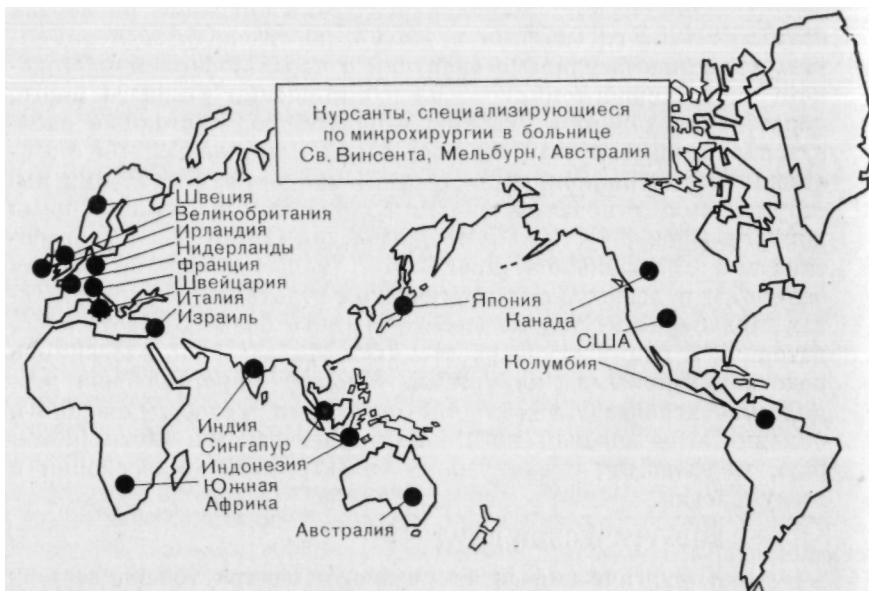 Нурсанты, специализирующиеся
по микрохирургии в больнице
Св. Винсента, Мельбурн, Австралия
Швеция
Великобритания
Ирландия
Нидерланды
Франция
Швейцария
Италия
Израиль
Япония
Канада
США
Колумбия
Индия
Сингапур
Индонезия
Южная
Африка
Австралия